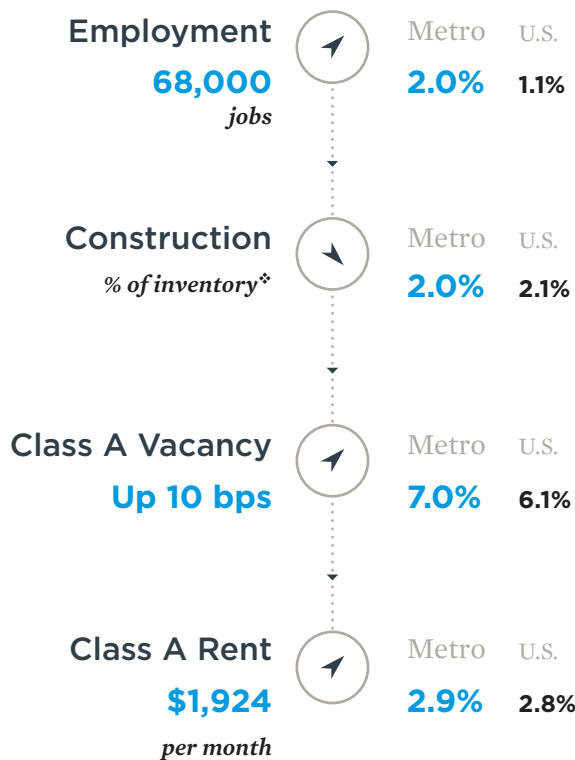 Employment Metro U.S.
68,000 2.0% 1.1%
jobs
Construction Metro U.S.
% of inventory❖ 2.0% 2.1%
Class A Vacancy Metro U.S.
Up 10 bps 7.0% 6.1%
Class A Rent Metro U.S.
$1,924 2.9% 2.8%
per month